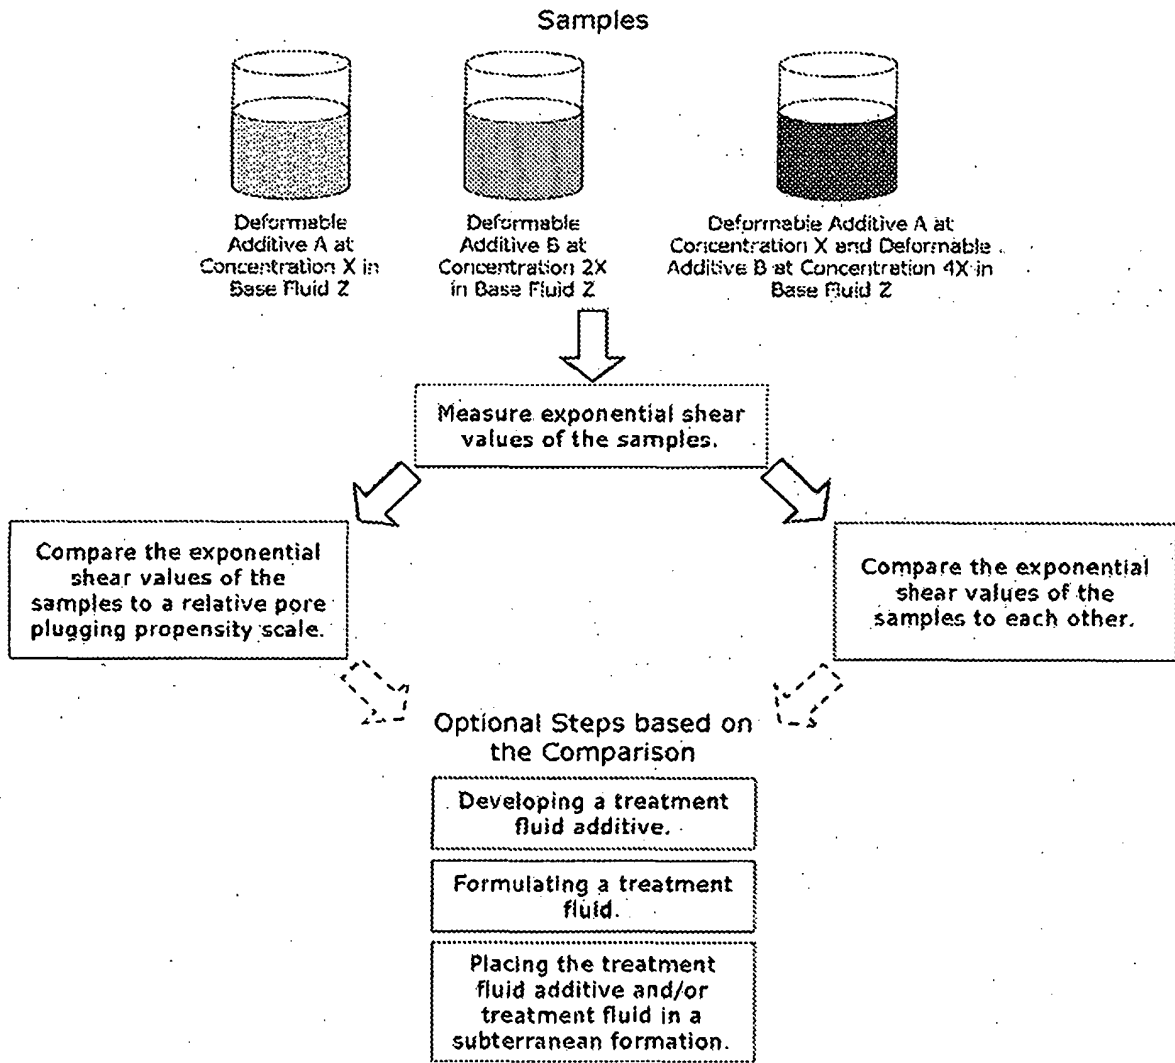 Samples
Deformable
Additive A at
Concentration X in
Base Fluid Z
Deformable
Additive B at
Concentration 2X
in Base Fluid Z
Deformable Additive A at
Concentration X and Deformable
Additive B at Concentration 4X in
Base Fluid Z
Measure exponential shear
values of the samples.
Compare the exponential
shear values of the
samples to a relative pore
plugging propensity scale.
Compare the exponential
shear values of the
samples to each other.
Optional Steps based on
the Comparison
Developing a treatment
fluid additive.
Formulating a treatment
fluid.
Placing the treatment
fluid additive and/or
treatment fluid in a
subterranean formation.